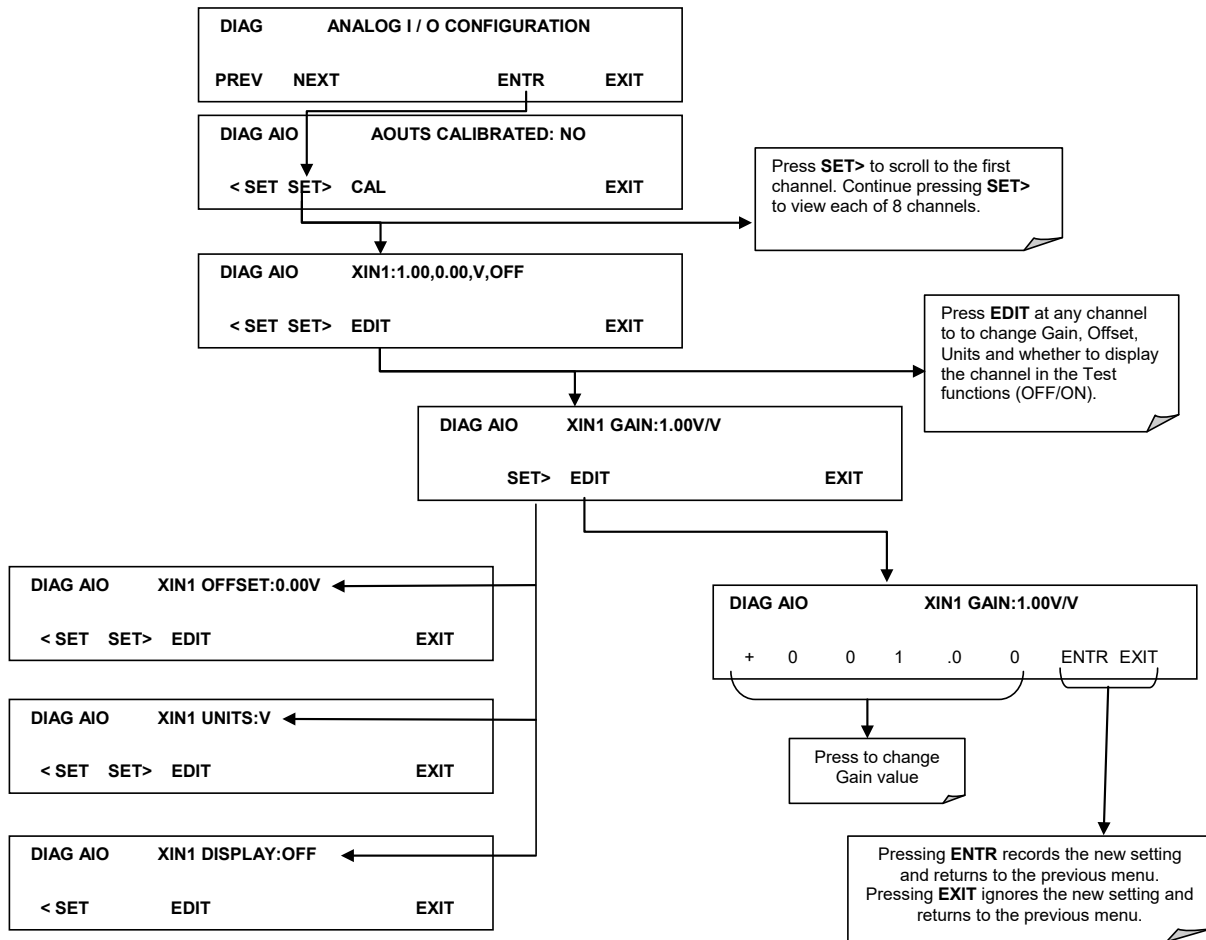 DIAG ANALOG I / O CONFIGURATION
PREV NEXT ENTR EXIT
DIAG AIO AOUTS CALIBRATED: NO
< SET SET> CAL EXIT
Press SET> to scroll to the first
channel. Continue pressing SET>
to view each of 8 channels.
DIAG AIO XIN1:1.00,0.00,V,OFF
< SET SET> EDIT EXIT
Press EDIT at any channel
to to change Gain, Offset,
Units and whether to display
the channel in the Test
functions (OFF/ON).
DIAG AIO XIN1 GAIN:1.00V/V
SET> EDIT EXIT
DIAG AIO XIN1 OFFSET:0.00V
< SET SET> EDIT EXIT
DIAG AIO XIN1 GAIN:1.00V/V
+ 0 0 1 .0 0 ENTR EXIT
DIAG AIO XIN1 UNITS:V
< SET SET> EDIT EXIT
Press to change
Gain value
DIAG AIO XIN1 DISPLAY:OFF
< SET EDIT EXIT
Pressing ENTR records the new setting
and returns to the previous menu.
Pressing EXIT ignores the new setting and
returns to the previous menu.